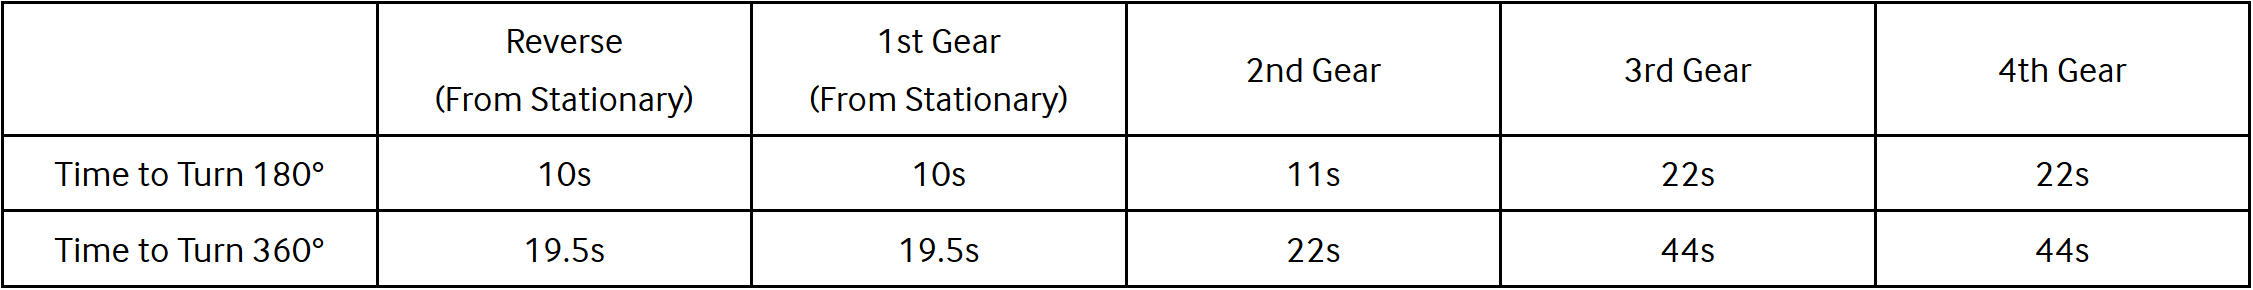 Reverse
(From Stationary)
1st Gear
(From Stationary)
2nd Gear
3rd Gear
4th Gear
Time to Turn 180°
10s
10s
11s
22s
22s
Time to Turn 360°
19.5s
19.5s
22s
44s
44s